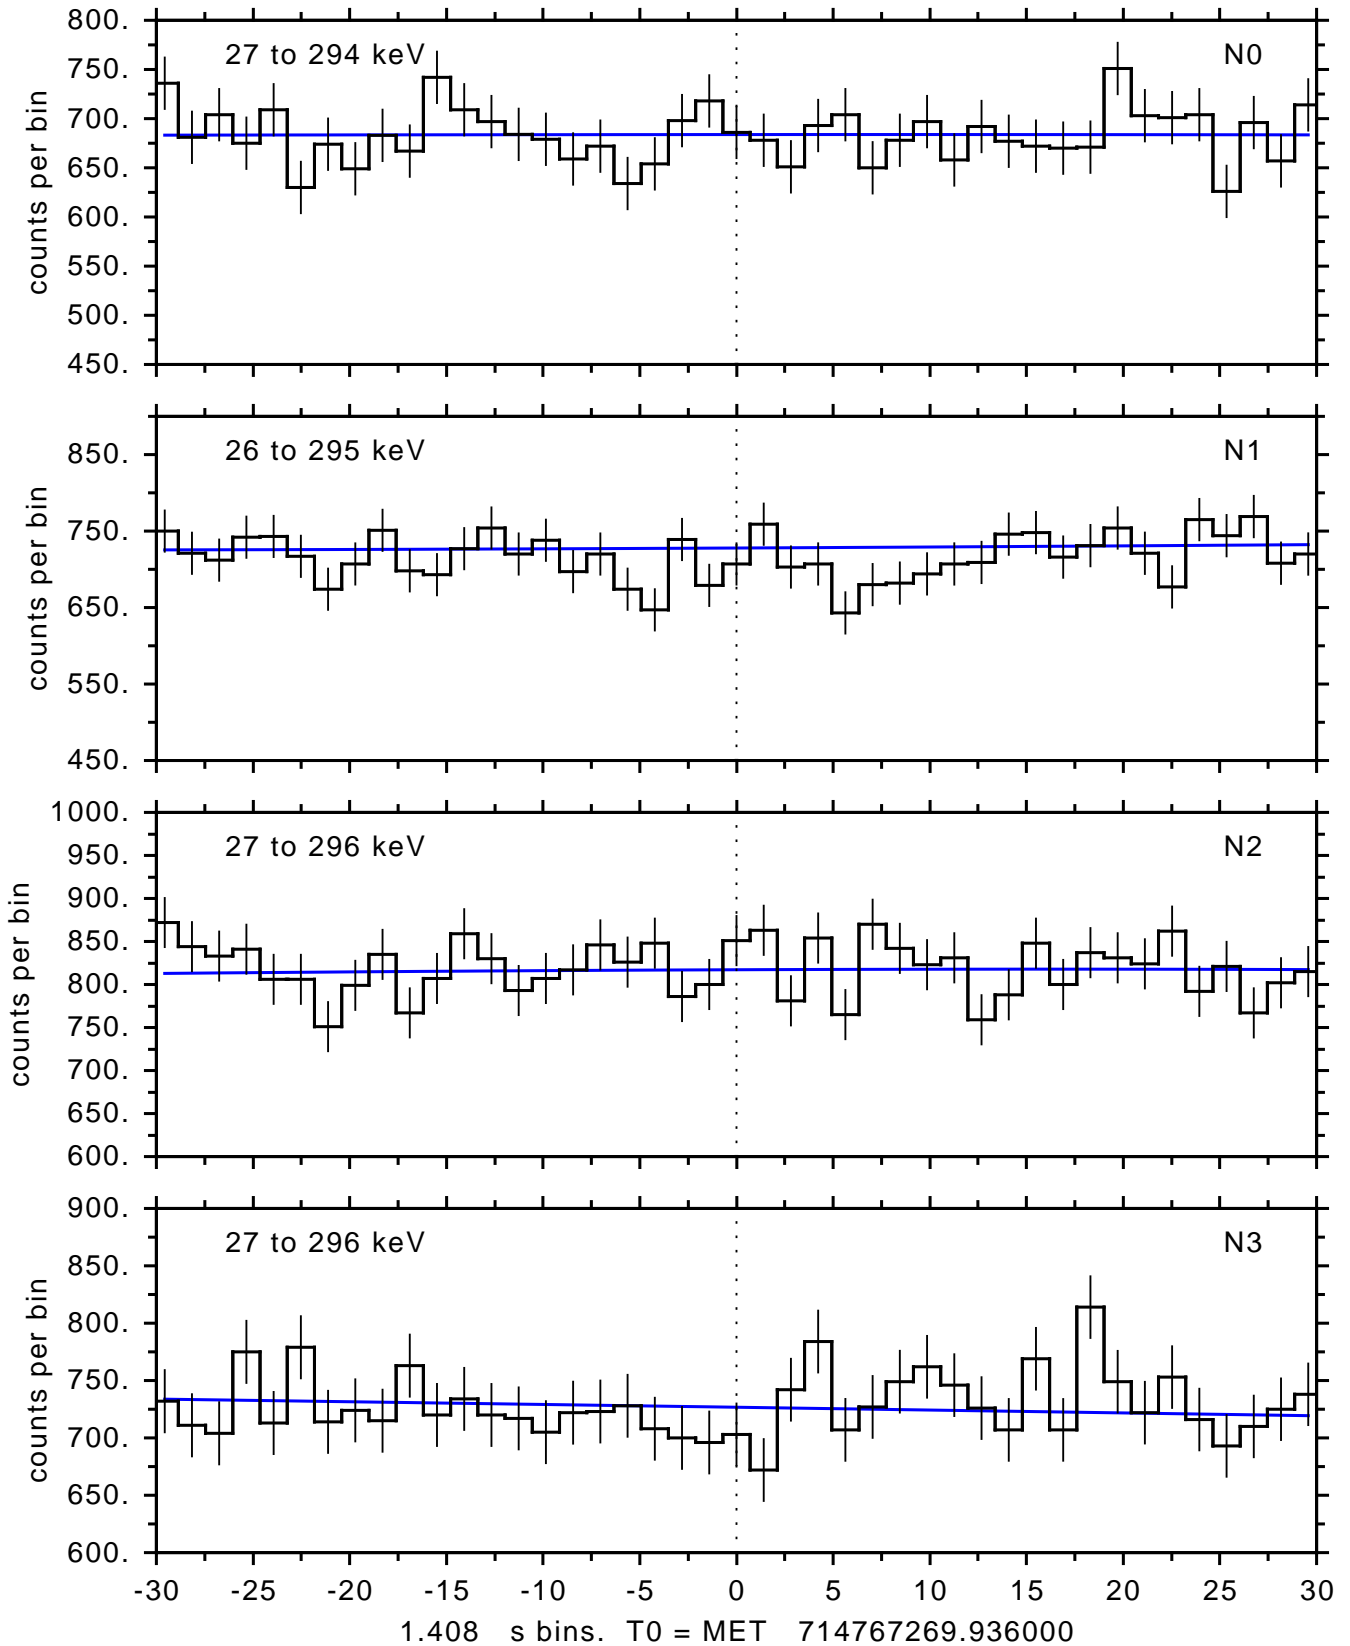 800.
27 to 294 keV N0
750.
700.
650.
600.
550.
500.
450.
counts per bin
26 to 295 keV N1
850.
750.
650.
550.
450.
counts per bin
1000.
27 to 296 keV N2
950.
900.
850.
800.
750.
700.
650.
600.
counts per bin
900.
27 to 296 keV N3
850.
800.
750.
700.
650.
600.
counts per bin
-30 -25 -20 -15 -10 -5 0 5 10 15 20 25 30
1.408 s bins. T0 = MET 714767269.936000